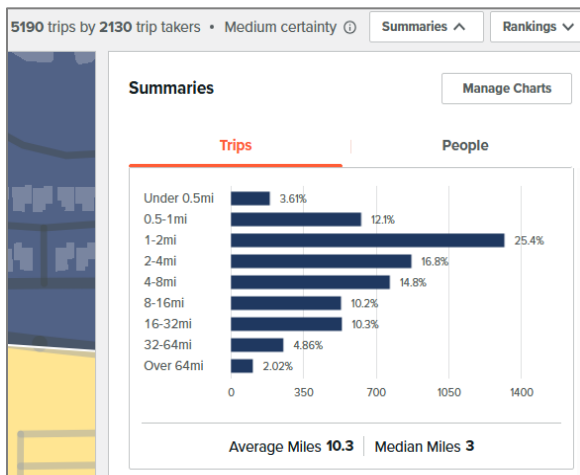 5190 trips by 2130 trip takers • Medium certainty ⓘ Summaries Rankings
Summaries Manage Charts
Trips People
Under 0.5mi 3.61%
0.5-1mi 12.1%
1-2mi 25.4%
2-4mi 16.8%
4-8mi 14.8%
8-16mi 10.2%
16-32mi 10.3%
32-64mi 4.86%
Over 64mi 2.02%
0 350 700 1050 1400
Average Miles 10.3 | Median Miles 3